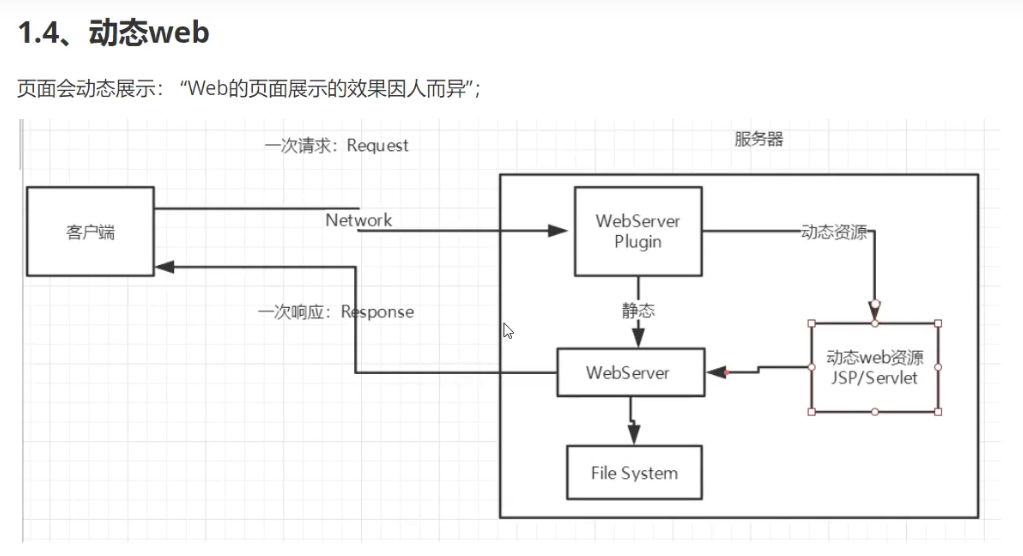 1.4、动态web
页面会动态展示：“Web的页面展示的效果因人而异”；
一次请求：Request
服务器
客户端
Network
WebServer
Plugin
动态资源
一次响应：Response
静态
WebServer
动态web资源
JSP/Servlet
File System